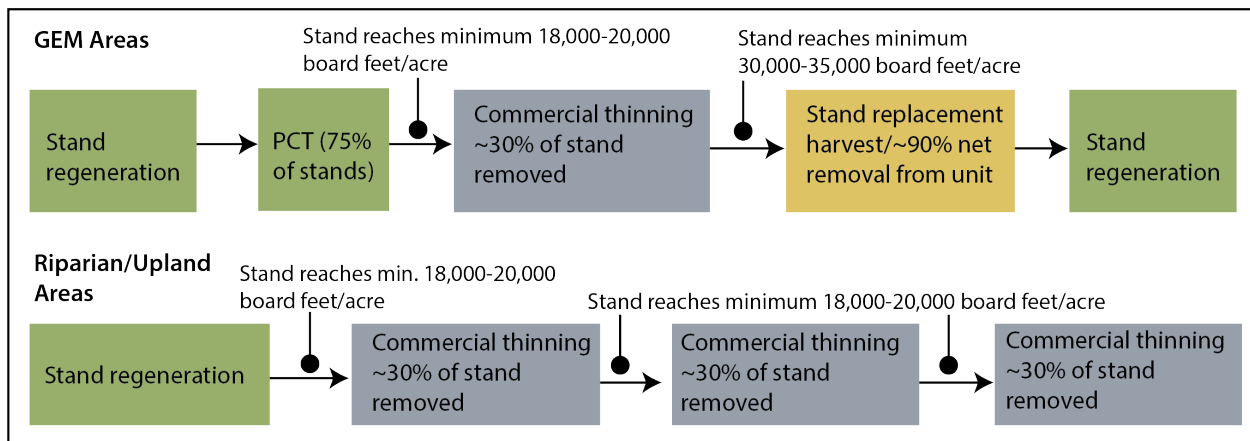 GEM Areas
Stand reaches minimum 18,000-20,000
board feet/acre
Stand reaches minimum
30,000-35,000 board feet/acre
Stand
regeneration
PCT (75%
of stands)
Commercial thinning
~30% of stand
removed
Stand replacement
harvest/~90% net
removal from unit
Stand
regeneration
Riparian/Upland
Areas
Stand reaches min. 18,000-20,000
board feet/acre
Stand reaches minimum 18,000-20,000 board feet/acre
Stand regeneration
Commercial thinning
~30% of stand
removed
Commercial thinning
~30% of stand
removed
Commercial thinning
~30% of stand
removed